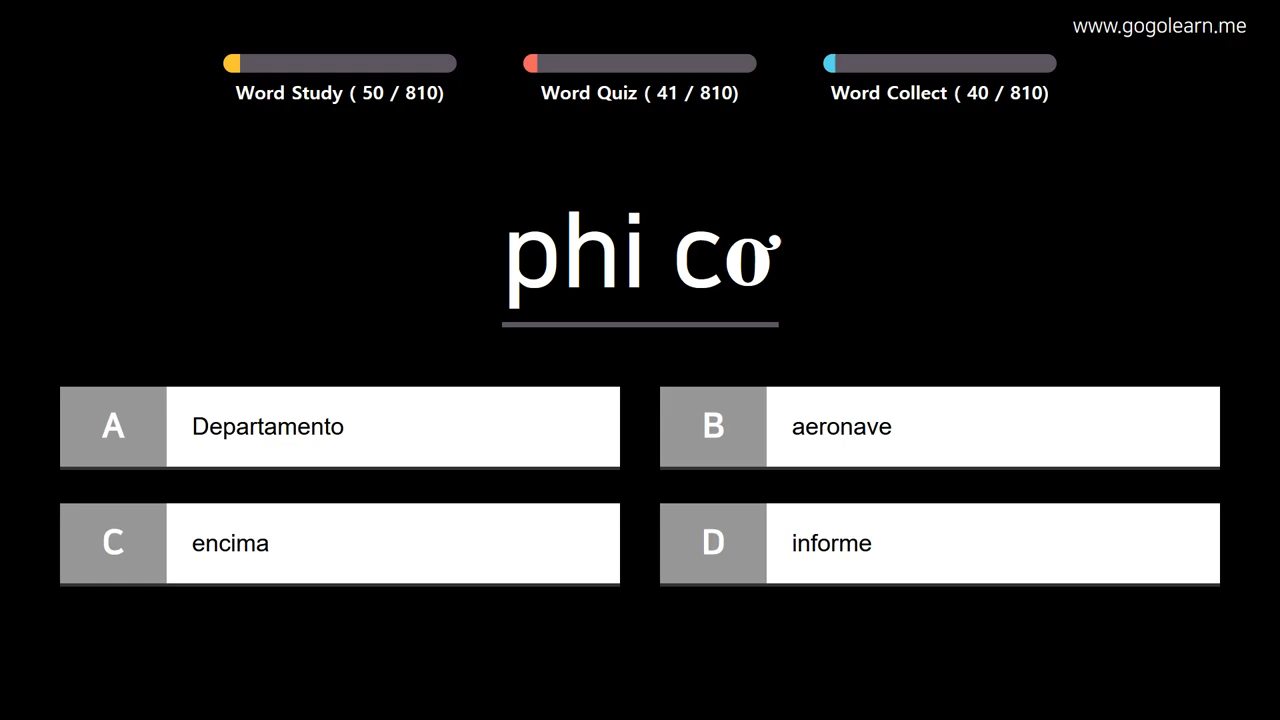 www.gogolearn.me
Word Study ( 50 / 810)
Word Quiz ( 41 / 810)
Word Collect ( 40 / 810)
phi cơ
A Departamento
B aeronave
C encima
D informe